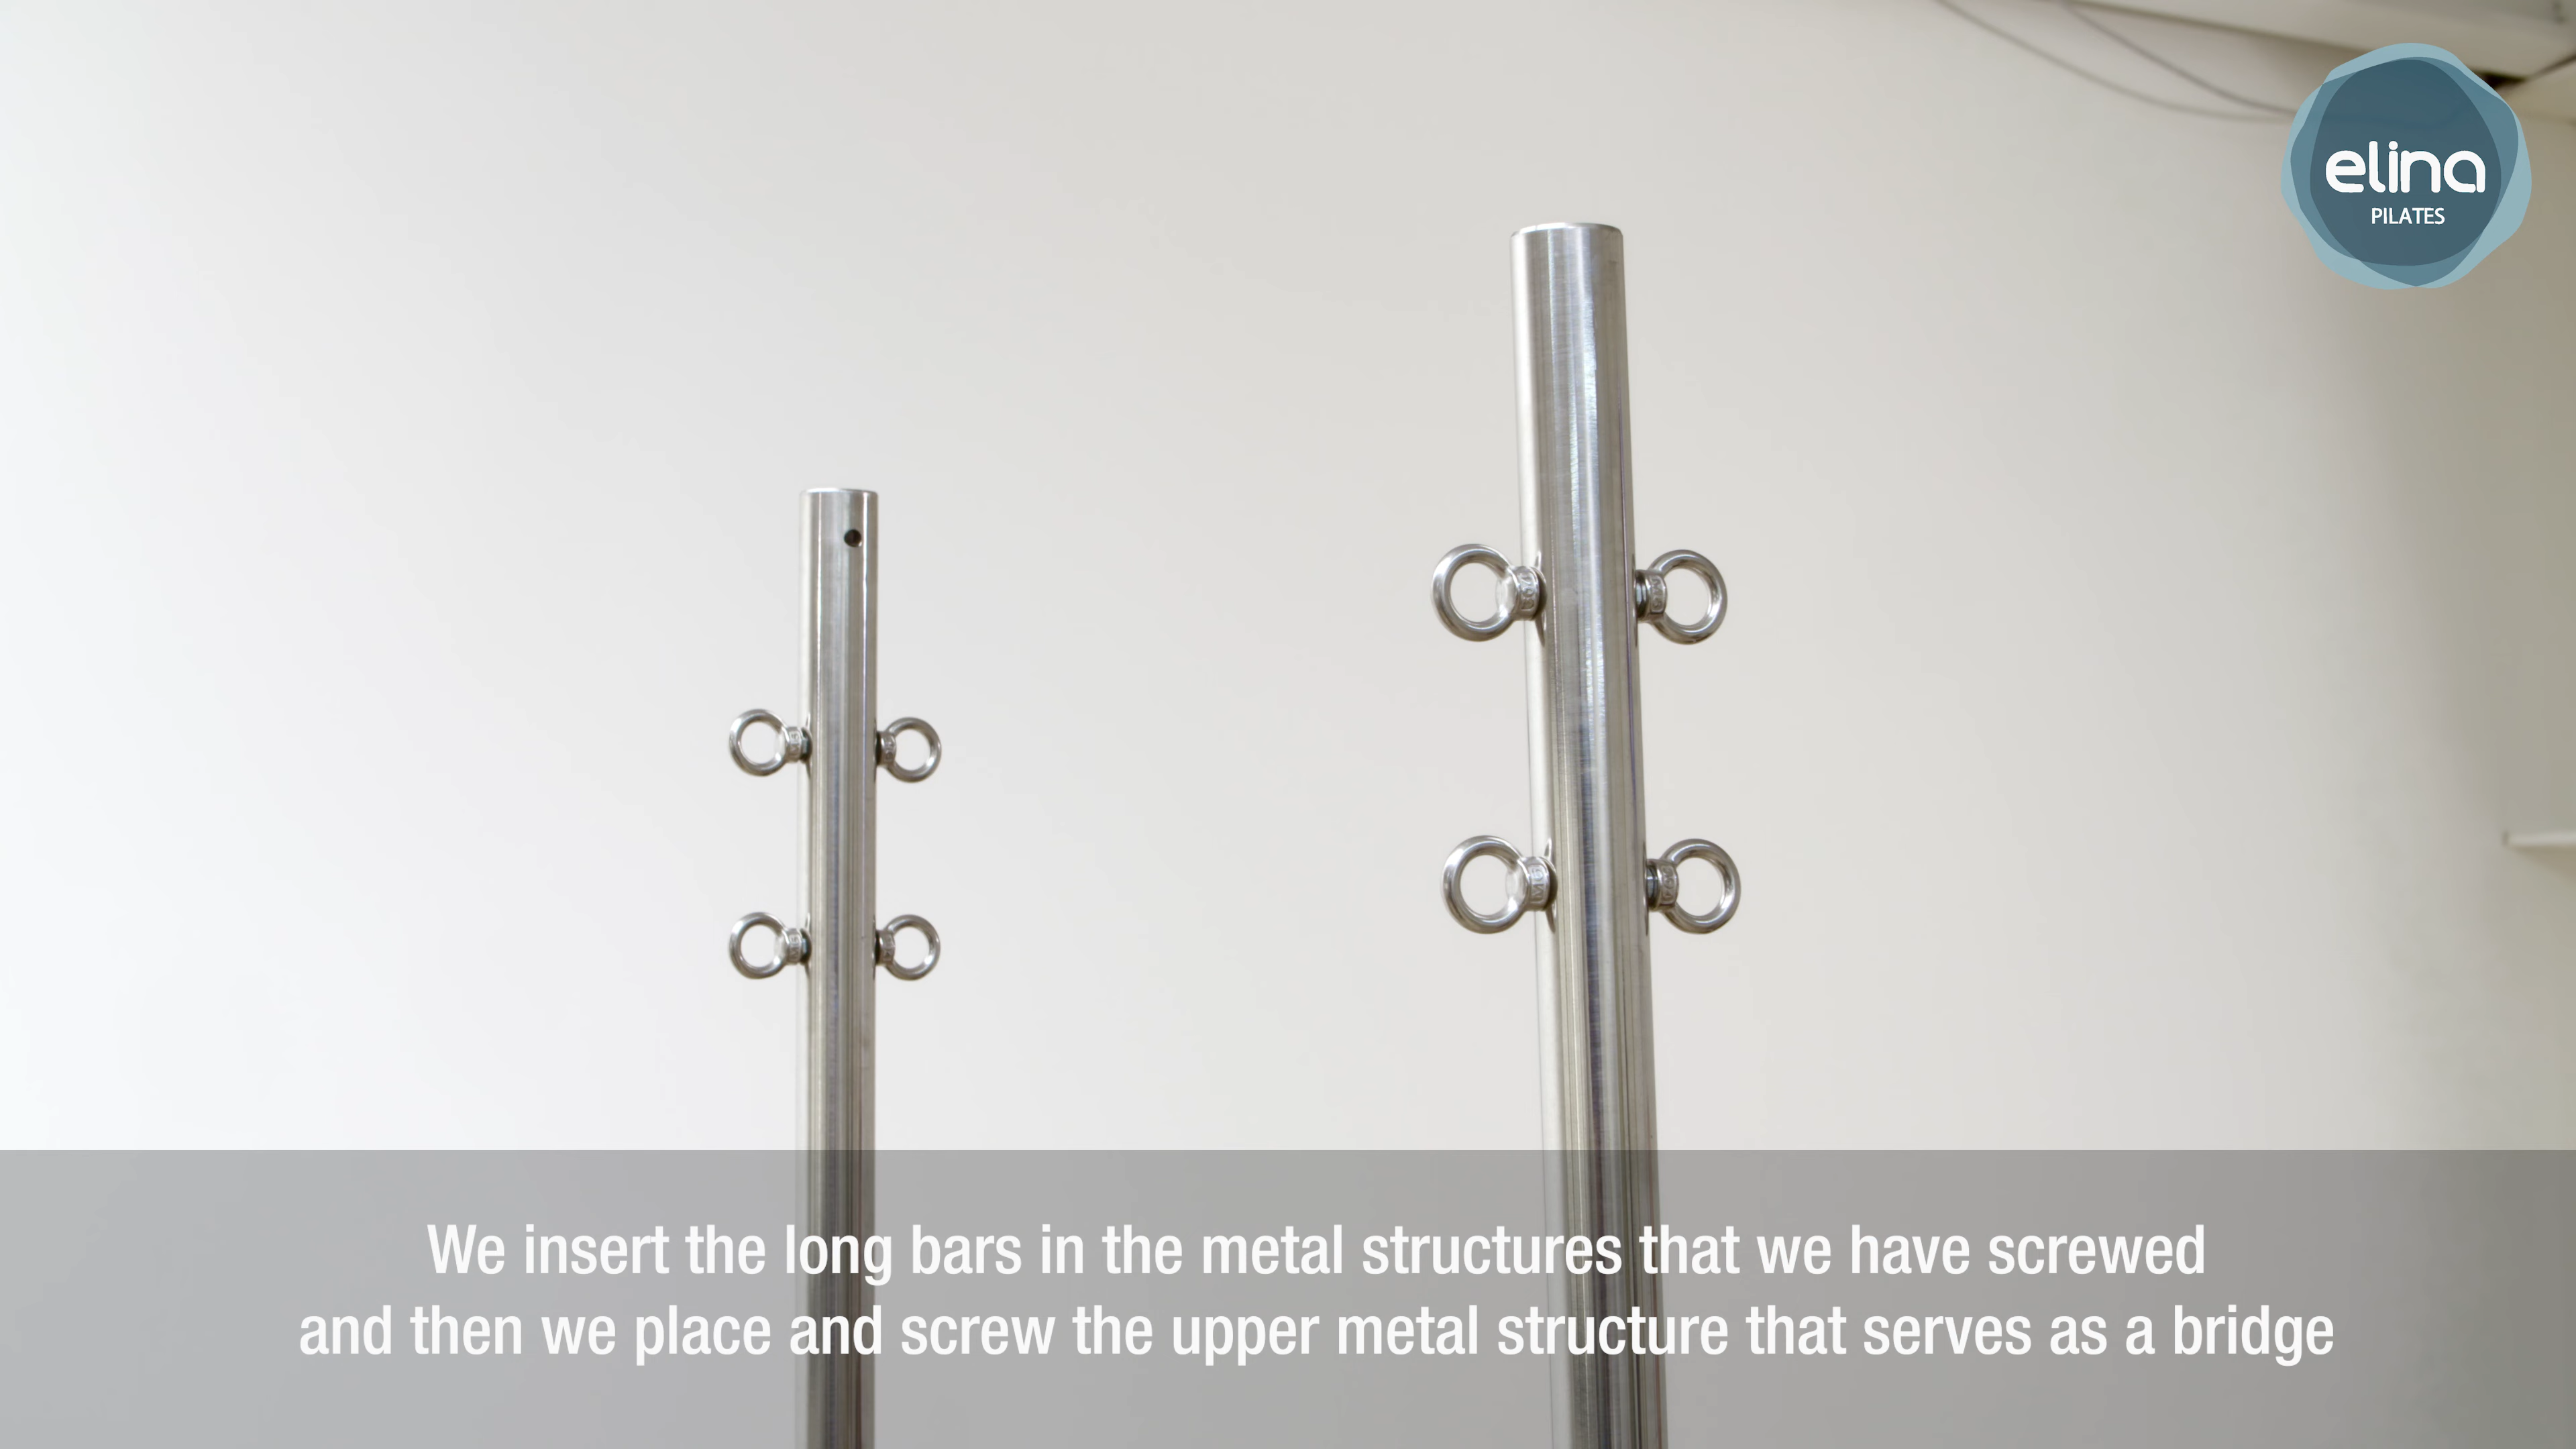 elina
PILATES
We insert the long bars in the metal structures that we have screwed
and then we place and screw the upper metal structure that serves as a bridge